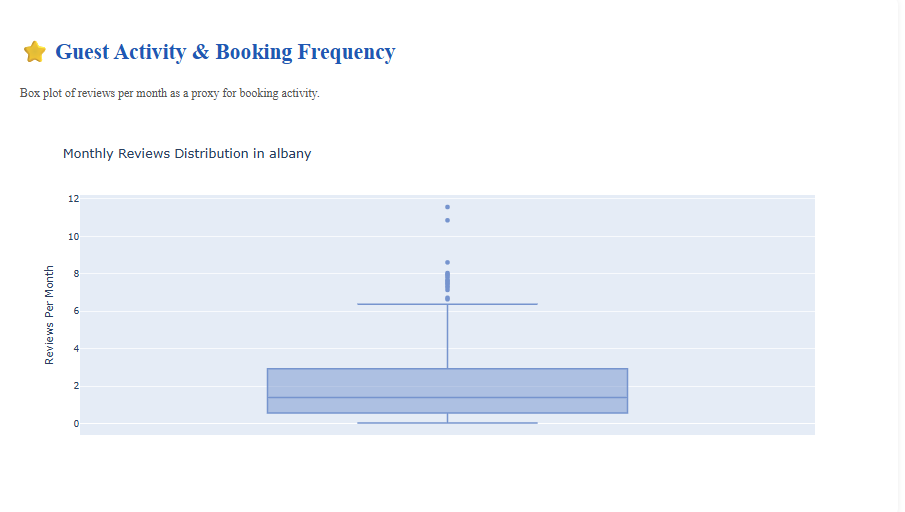 ⭐ Guest Activity & Booking Frequency
Box plot of reviews per month as a proxy for booking activity.
Monthly Reviews Distribution in albany
12
10
8
6
4
2
0
Reviews Per Month